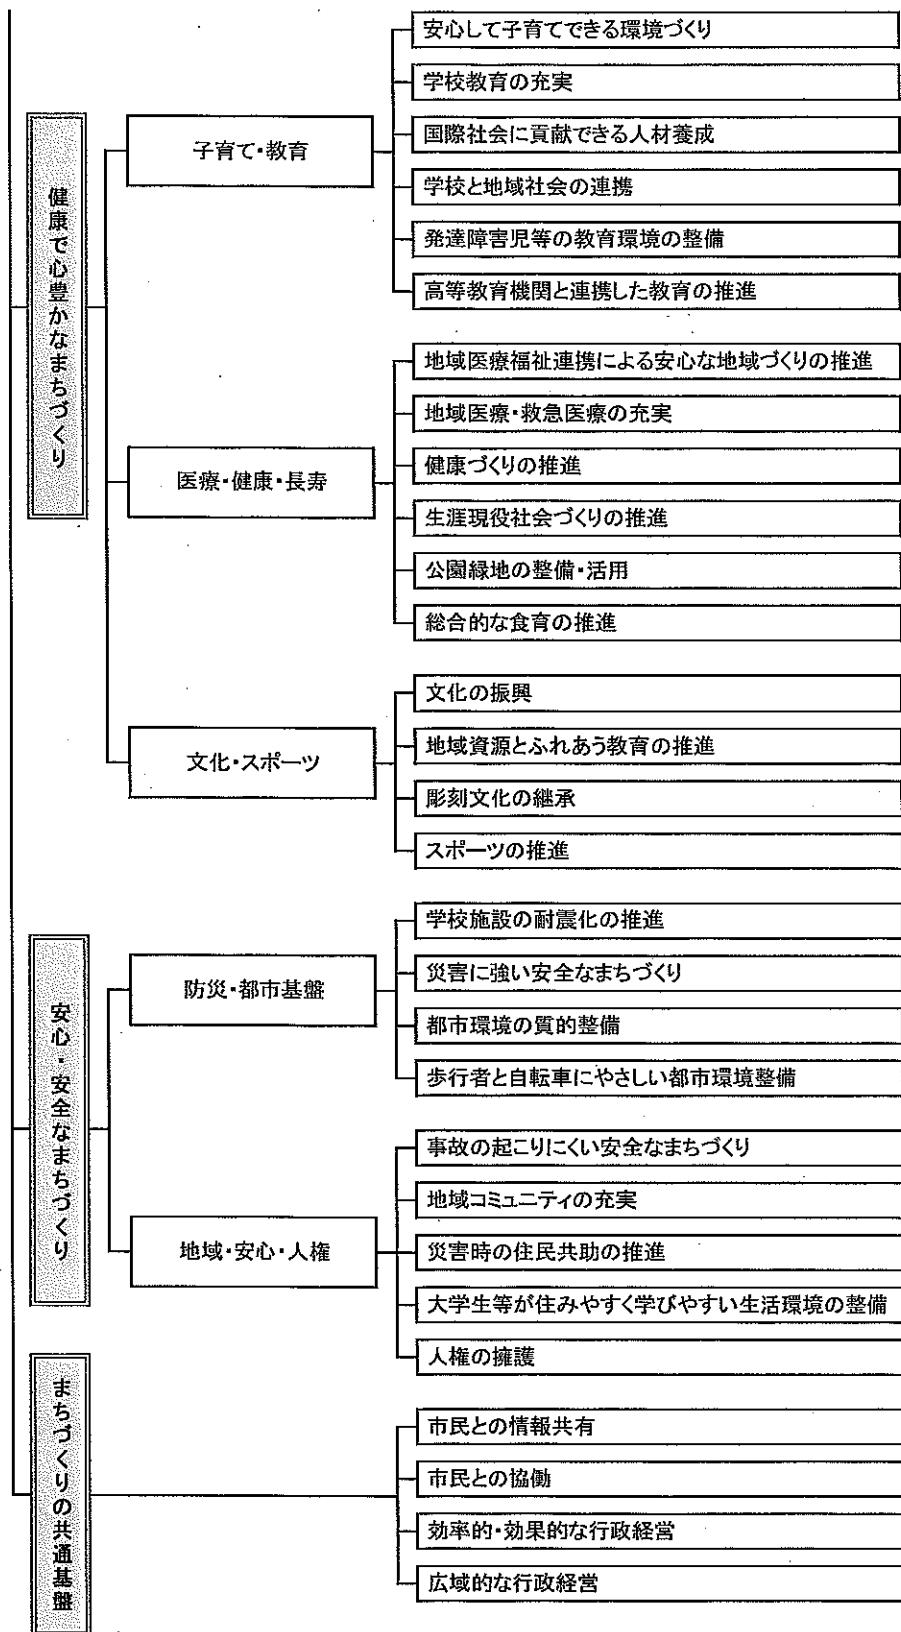 健康で心豊かなまちづくり
子育て・教育
安心して子育てできる環境づくり
学校教育の充実
国際社会に貢献できる人材養成
学校と地域社会の連携
発達障害児等の教育環境の整備
高等教育機関と連携した教育の推進
医療・健康・長寿
地域医療福祉連携による安心な地域づくりの推進
地域医療・救急医療の充実
健康づくりの推進
生涯現役社会づくりの推進
公園緑地の整備・活用
総合的な食育の推進
文化・スポーツ
文化の振興
地域資源とふれあう教育の推進
彫刻文化の継承
スポーツの推進
安心・安全なまちづくり
防災・都市基盤
学校施設の耐震化の推進
災害に強い安全なまちづくり
都市環境の質的整備
歩行者と自転車にやさしい都市環境整備
地域・安心・人権
事故の起こりにくい安全なまちづくり
地域コミュニティの充実
災害時の住民共助の推進
大学生等が住みやすく学びやすい生活環境の整備
人権の擁護
まちづくりの共通基盤
市民との情報共有
市民との協働
効率的・効果的な行政経営
広域的な行政経営